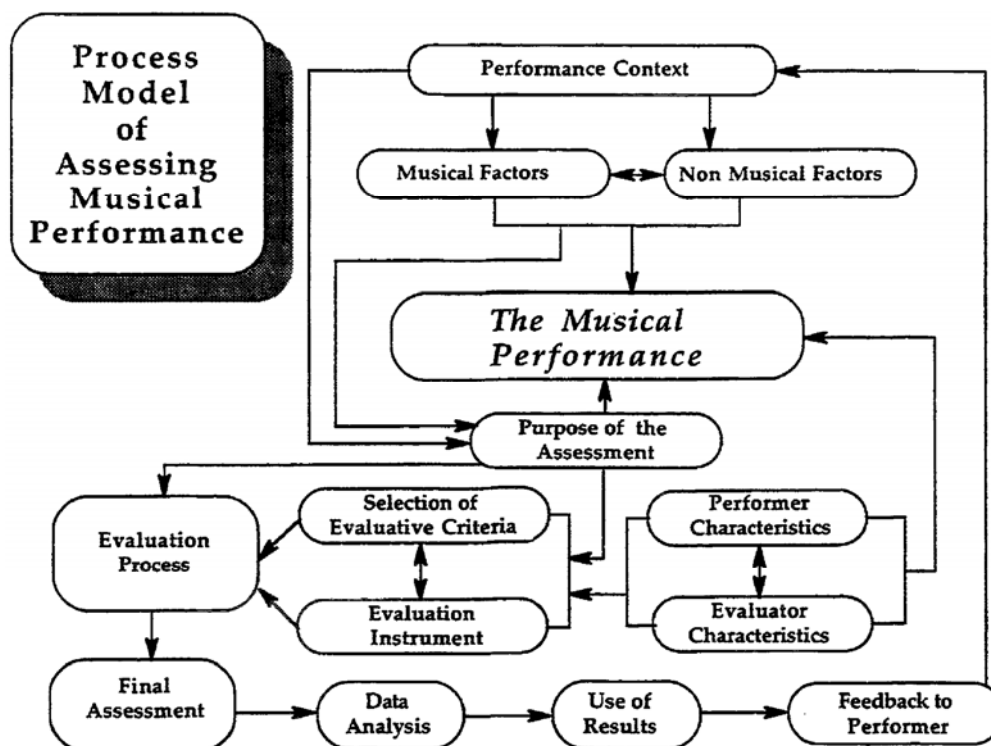 Process
Model
of
Assessing
Musical
Performance
Performance Context
Musical Factors
Non Musical Factors
The Musical
Performance
Purpose of the
Assessment
Selection of
Evaluative Criteria
Performer
Characteristics
Evaluation
Process
Evaluation
Instrument
Evaluator
Characteristics
Final
Assessment
Data
Analysis
Use of
Results
Feedback to
Performer